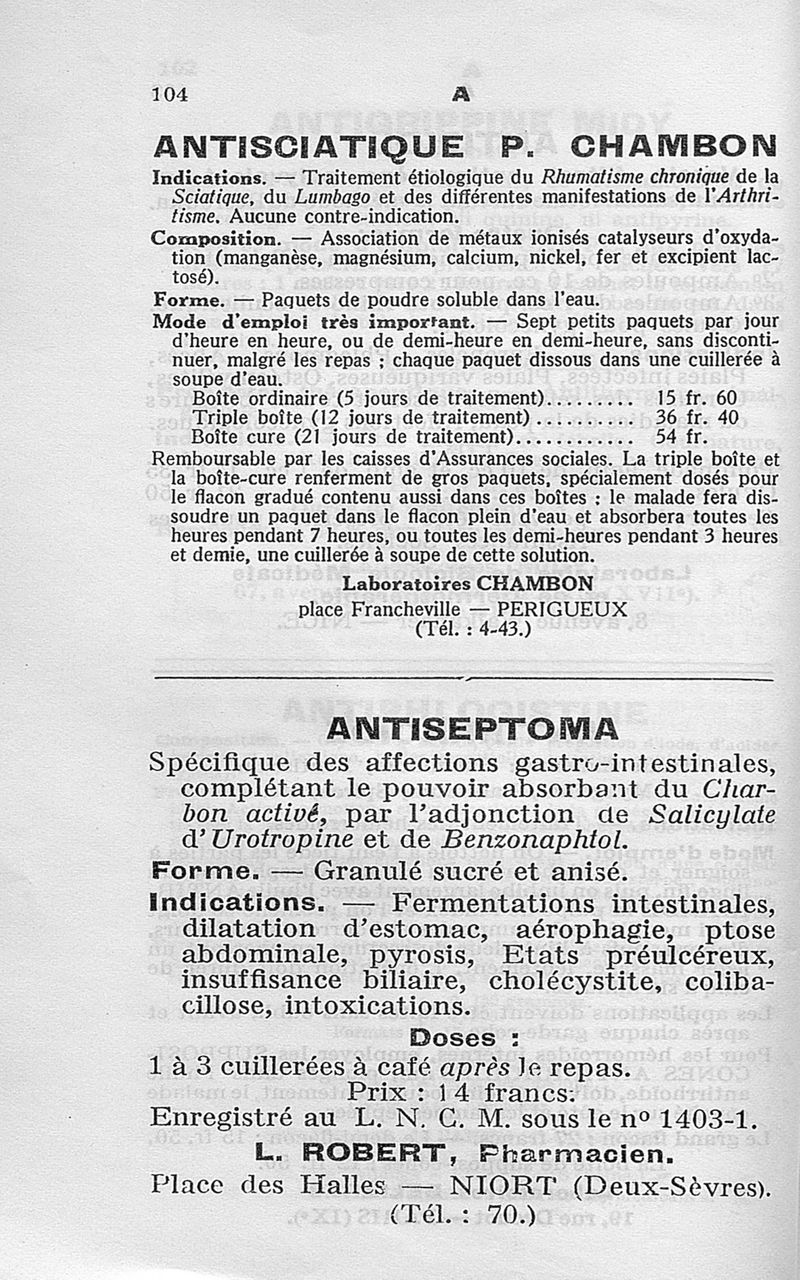 104
A
ANTISCIATIQUE P. CHAMBON
Indications. — Traitement étiologique du Rhumatisme chronique de la
Sciatique, du Lumbago et des différentes manifestations de l'Arthri-
tisme. Aucune contre-indication.
Composition. — Association de métaux ionisés catalyseurs d'oxyda-
tion (manganèse, magnésium, calcium, nickel, fer et excipient lac-
tosé).
Forme. — Paquets de poudre soluble dans l'eau.
Mode d'emploi très important. — Sept petits paquets par jour
d'heure en heure, ou de demi-heure en demi-heure, sans disconti-
nuer, malgré les repas ; chaque paquet dissous dans une cuillerée à
soupe d'eau.
Boîte ordinaire (5 jours de traitement)......... 15 fr. 60
Triple boîte (12 jours de traitement) .......... 36 fr. 40
Boîte cure (21 jours de traitement)............ 54 fr.
Remboursable par les caisses d'Assurances sociales. La triple boîte et
la boîte-cure renferment de gros paquets, spécialement dosés pour
le flacon gradué contenu aussi dans ces boîtes : le malade fera dis-
soudre un paquet dans le flacon plein d'eau et absorbera toutes les
heures pendant 7 heures, ou toutes les demi-heures pendant 3 heures
et demie, une cuillerée à soupe de cette solution.
Laboratoires CHAMBON
place Francheville — PERIGUEUX
(Tél. : 4-43.)
ANTISEPTOMA
Spécifique des affections gastro-intestinales,
complétant le pouvoir absorbant du Char-
bon activé, par l'adjonction de Salicylate
d'Urotropine et de Benzonaphtol.
Forme. — Granulé sucré et anisé.
Indications. — Fermentations intestinales,
dilatation d'estomac, aérophagie, ptose
abdominale, pyrosis, Etats préulcéreux,
insuffisance biliaire, cholécystite, coliba-
cillose, intoxications.
Doses :
1 à 3 cuillerées à café après le repas.
Prix : 14 francs.
Enregistré au L. N. C. M. sous le nº 1403-1.
L. ROBERT, Pharmacien.
Place des Halles — NIORT (Deux-Sèvres).
(Tél. : 70.)